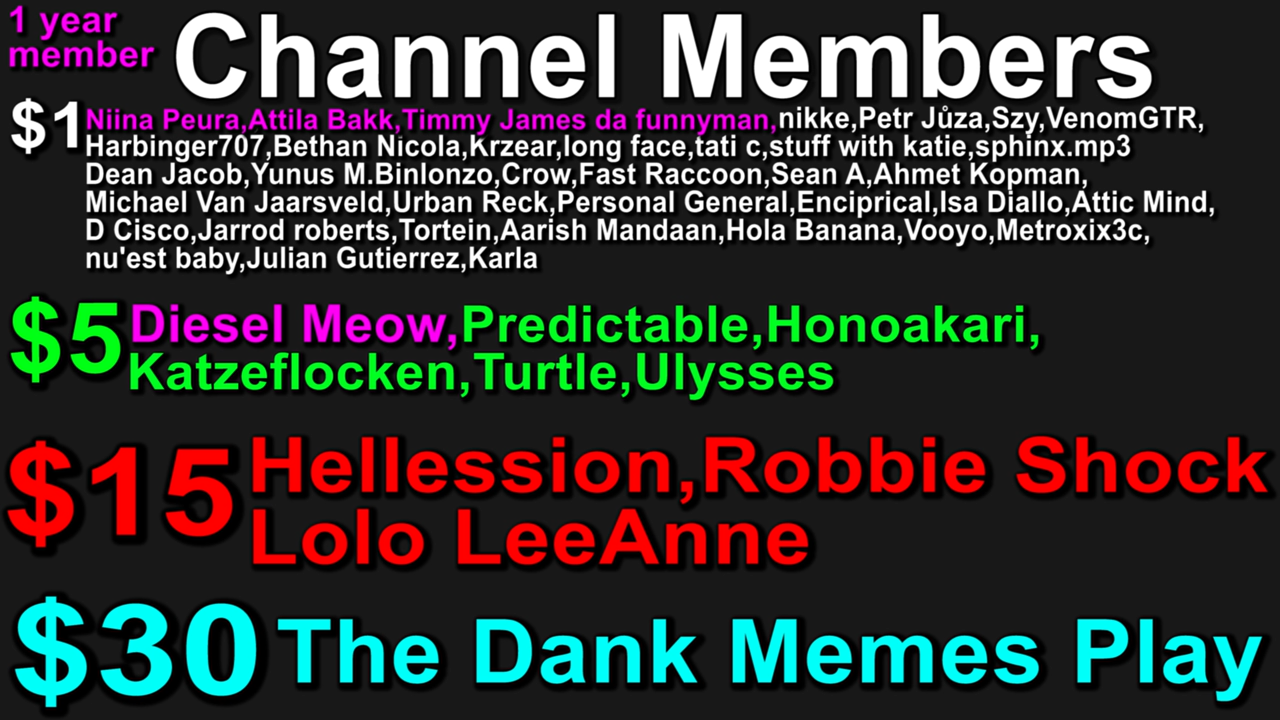 1 year
member
Channel Members
$1
Niina Peura,Attila Bakk,Timmy James da funnyman,nikke,Petr Jůza,Szy,VenomGTR,
Harbinger707,Bethan Nicola,Krzear,long face,tati c,stuff with katie,sphinx.mp3
Dean Jacob,Yunus M.Binlonzo,Crow,Fast Raccoon,Sean A,Ahmet Kopman,
Michael Van Jaarsveld,Urban Reck,Personal General,Enciprical,Isa Diallo,Attic Mind,
D Cisco,Jarrod roberts,Tortein,Aarish Mandaan,Hola Banana,Vooyo,Metroxix3c,
nu'est baby,Julian Gutierrez,Karla
$5
Diesel Meow,Predictable,Honoakari,
Katzeflocken,Turtle,Ulysses
$15
Hellession,Robbie Shock
Lolo LeeAnne
$30
The Dank Memes Play